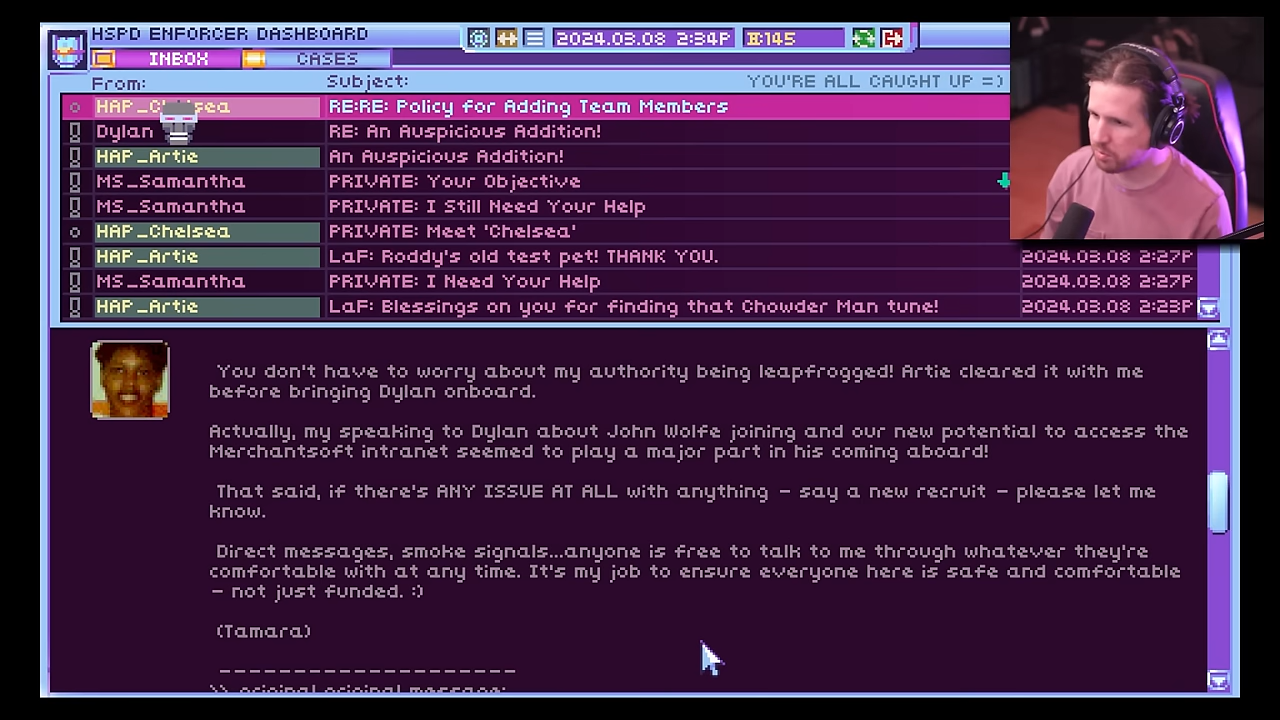 HSPD ENFORCER DASHBOARD
2024.03.08 2:34P
145
INBOX
CASES
From:
Subject:
YOU'RE ALL CAUGHT UP =)
RE:RE: Policy for Adding Team Members
Dylan
RE: An Auspicious Addition!
HAP_Artie
An Auspicious Addition!
MS_Samantha
PRIVATE: Your Objective
MS_Samantha
PRIVATE: I Still Need Your Help
HAP_Chelsea
PRIVATE: Meet 'Chelsea'
HAP_Artie
LaF: Roddy's old test pet! THANK YOU.
2024.03.08 2:27P
MS_Samantha
PRIVATE: I Need Your Help
2024.03.08 2:27P
HAP_Artie
LaF: Blessings on you for finding that Chowder Man tune!
2024.03.08 2:23P
You don't have to worry about my authority being leapfrogged! Artie cleared it with me
before bringing Dylan onboard.
Actually, my speaking to Dylan about John Wolfe joining and our new potential to access the
Merchantsoft intranet seemed to play a major part in his coming aboard!
That said, if there's ANY ISSUE AT ALL with anything - say a new recruit - please let me
know.
Direct messages, smoke signals...anyone is free to talk to me through whatever they're
comfortable with at any time. It's my job to ensure everyone here is safe and comfortable
- not just funded. :)
(Tamara)
--------------------
>> original original message: